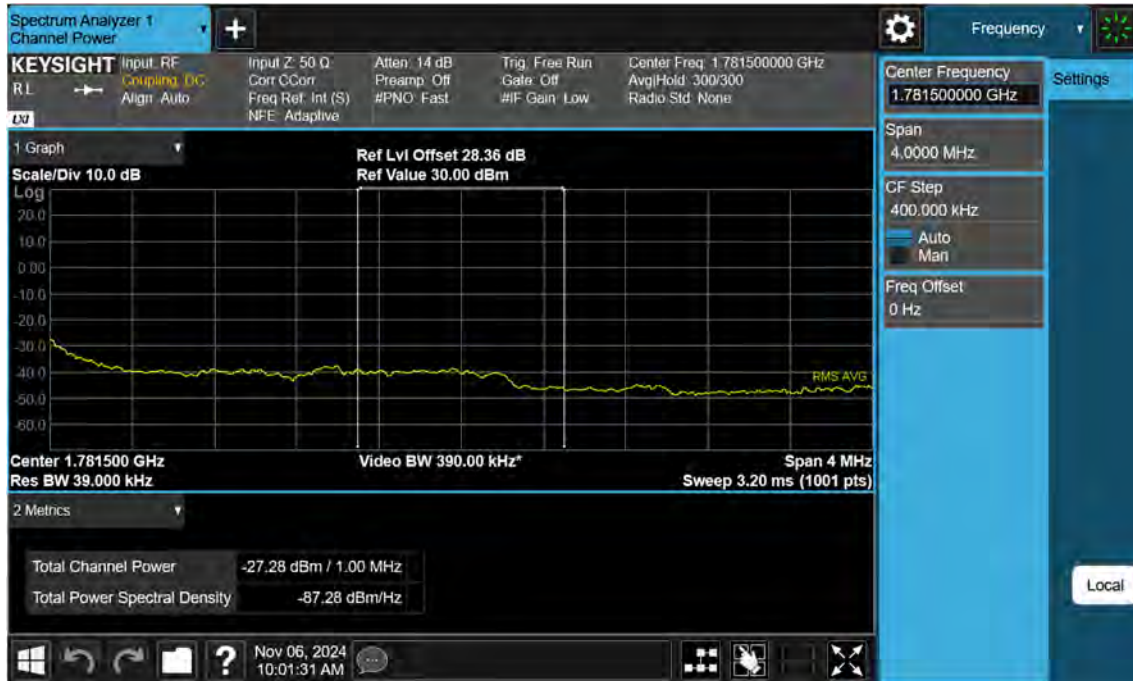 Spectrum Analyzer 1
Channel Power
+
Frequency
KEYSIGHT
RL
LXI
Input: RF
Coupling: DC
Align: Auto
Input Z: 50 Ω
Corr CCorr
Freq Ref: Int (S)
NFE: Adaptive
Atten: 14 dB
Preamp: Off
#PNO: Fast
Trig: Free Run
Gate: Off
#IF Gain: Low
Center Freq: 1.781500000 GHz
Avg|Hold: 300/300
Radio Std: None
Center Frequency
1.781500000 GHz
Settings
Span
4.0000 MHz
CF Step
400.000 kHz
Auto
Man
Freq Offset
0 Hz
1 Graph
Ref Lvl Offset 28.36 dB
Scale/Div 10.0 dB
Ref Value 30.00 dBm
Log
20.0
10.0
0.00
-10.0
-20.0
-30.0
-40.0
-50.0
-60.0
RMS AVG
Center 1.781500 GHz
Video BW 390.00 kHz*
Span 4 MHz
Res BW 39.000 kHz
Sweep 3.20 ms (1001 pts)
2 Metrics
Total Channel Power
-27.28 dBm / 1.00 MHz
Total Power Spectral Density
-87.28 dBm/Hz
Local
?
Nov 06, 2024
10:01:31 AM